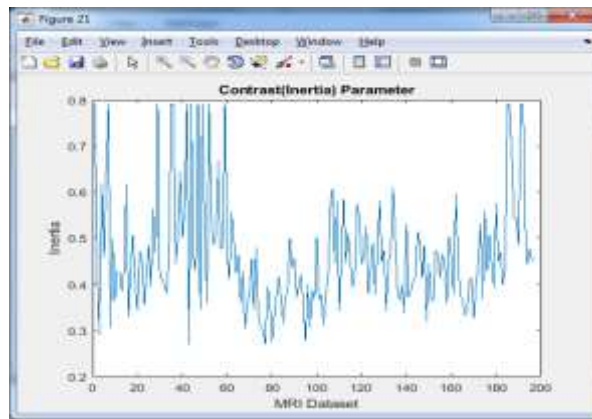 Figure 21
File Edit View Insert Tools Desktop Window Help
Contrast(Inertia) Parameter
0.8
0.7
0.6
0.5
0.4
0.3
0.2
Inertia
0 20 40 60 80 100 120 140 160 180 200
MRI Dataset